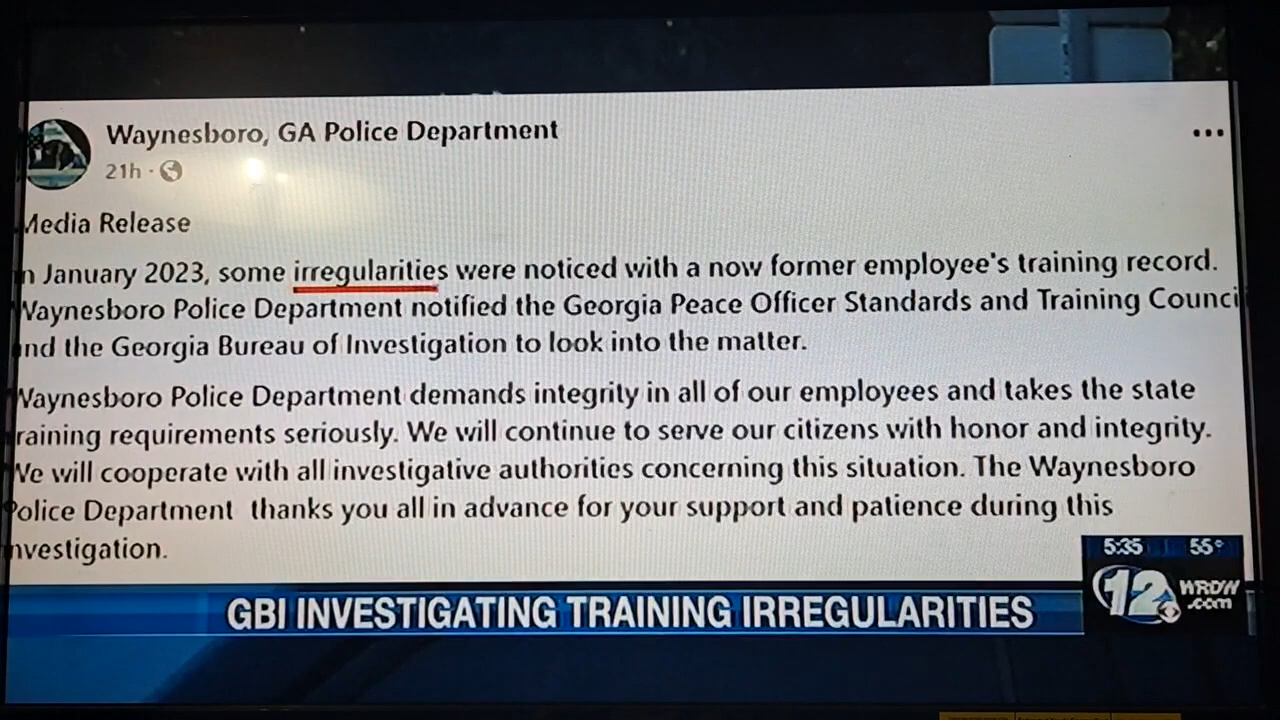 Waynesboro, GA Police Department
21h ·
Media Release
In January 2023, some irregularities were noticed with a now former employee's training record.
Waynesboro Police Department notified the Georgia Peace Officer Standards and Training Counci
and the Georgia Bureau of Investigation to look into the matter.
Waynesboro Police Department demands integrity in all of our employees and takes the state
training requirements seriously. We will continue to serve our citizens with honor and integrity.
We will cooperate with all investigative authorities concerning this situation. The Waynesboro
Police Department thanks you all in advance for your support and patience during this
investigation.
5:35 55°
12 WRDW.com
GBI INVESTIGATING TRAINING IRREGULARITIES